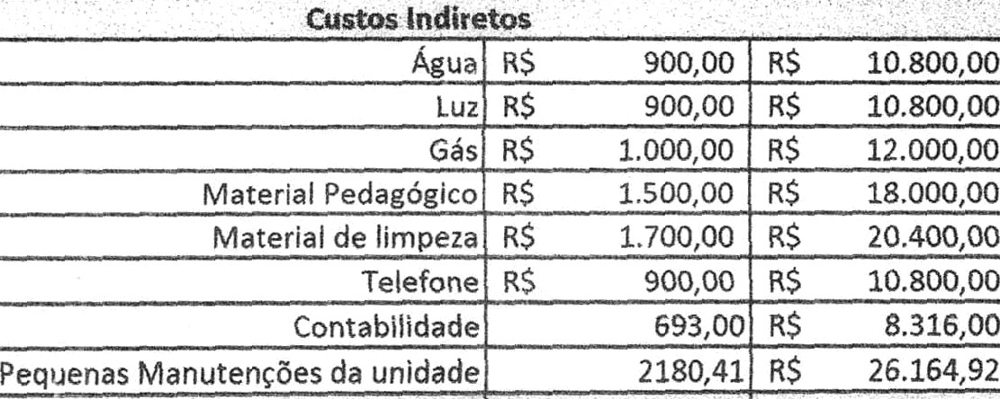 Custos Indiretos
Água R$ 900,00 R$ 10.800,00
Luz R$ 900,00 R$ 10.800,00
Gás R$ 1.000,00 R$ 12.000,00
Material Pedagógico R$ 1.500,00 R$ 18.000,00
Material de limpeza R$ 1.700,00 R$ 20.400,00
Telefone R$ 900,00 R$ 10.800,00
Contabilidade 693,00 R$ 8.316,00
Pequenas Manutenções da unidade 2180,41 R$ 26.164,92